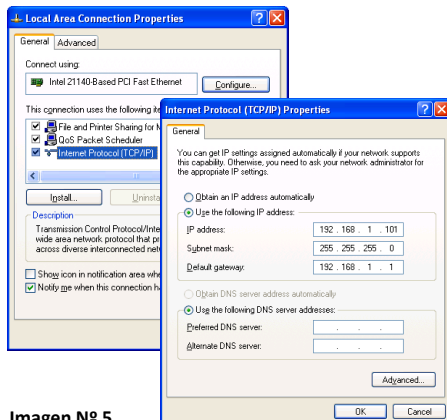 Local Area Connection Properties
General Advanced
Connect using:
Intel 21140-Based PCI Fast Ethernet
Configure...
This connection uses the following
File and Printer Sharing for
QoS Packet Scheduler
Internet Protocol (TCP/IP)
Install...
Description
Transmission Control Protocol/
wide area network protocol that
across diverse interconnected
Show icon in notification area
Notify me when this connection
Internet Protocol (TCP/IP) Properties
General
You can get IP settings assigned automatically if your network supports
this capability. Otherwise, you need to ask your network administrator for
the appropriate IP settings.
Obtain an IP address automatically
Use the following IP address:
IP address: 192 . 168 . 1 . 101
Subnet mask: 255 . 255 . 255 . 0
Default gateway: 192 . 168 . 1 . 1
Obtain DNS server address automatically
Use the following DNS server addresses:
Preferred DNS server: . . .
Alternate DNS server: . . .
Advanced...
OK Cancel
Imagen Nº 5